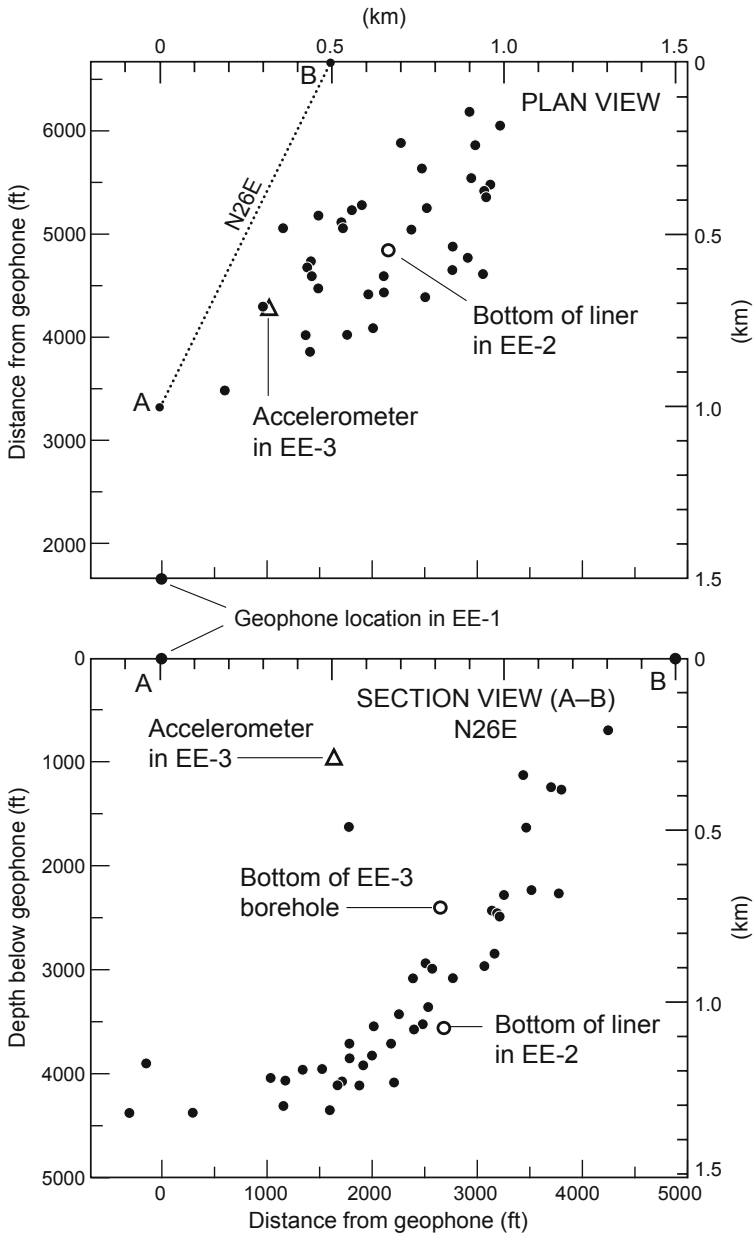 (km)
0
0.5
1.0
1.5
B
PLAN VIEW
0
6000
N26E
5000
0.5
Distance from geophone (ft)
(km)
4000
Bottom of liner
in EE-2
A
Accelerometer
in EE-3
1.0
3000
2000
1.5
Geophone location in EE-1
0
A
B
0
SECTION VIEW (A–B)
N26E
Accelerometer
in EE-3
1000
0.5
2000
Bottom of EE-3
borehole
Depth below geophone (ft)
(km)
3000
1.0
Bottom of liner
in EE-2
4000
5000
1.5
0
1000
2000
3000
4000
5000
Distance from geophone (ft)